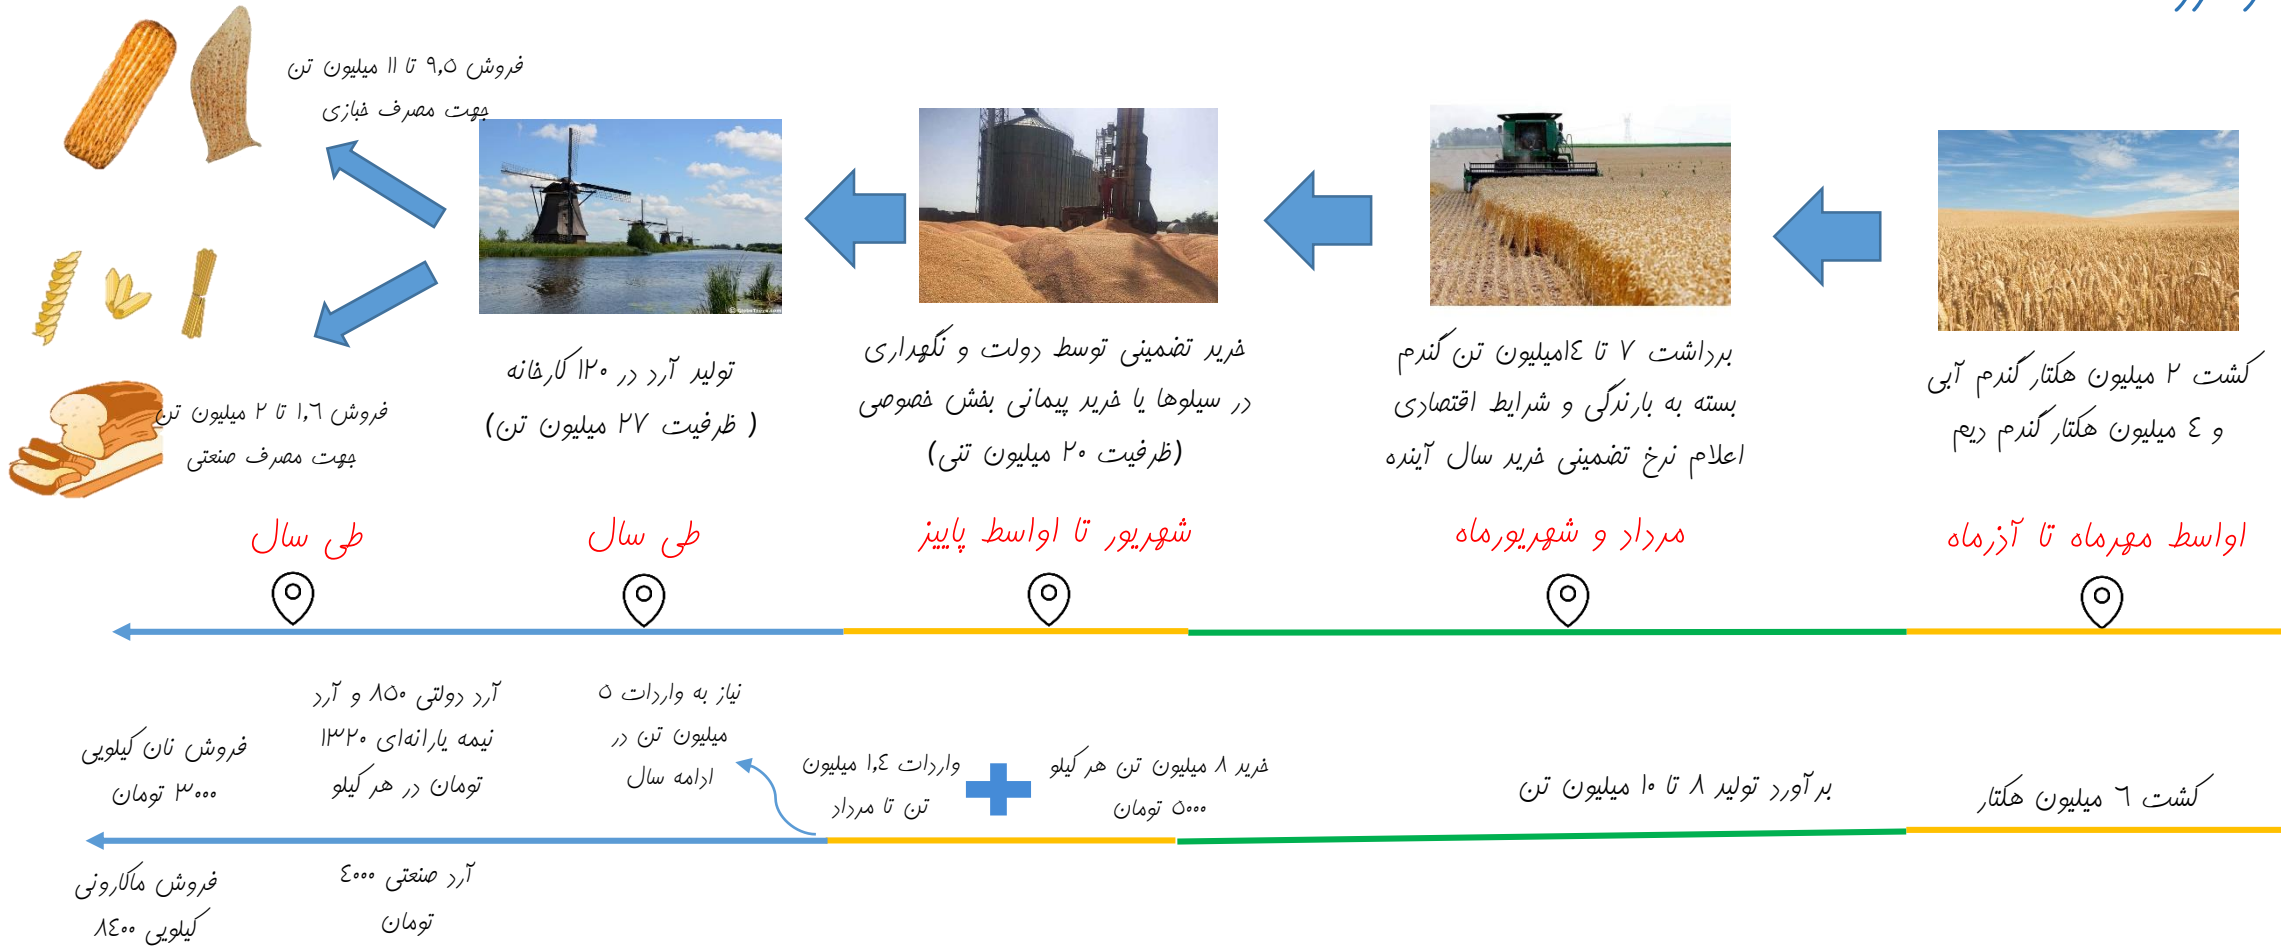 کشت ۲ میلیون هکتار گندم آبی
و ٤ میلیون هکتار گندم دیم
اواسط مهرماه تا آذرماه
برداشت ۷ تا ١٤میلیون تن گندم
بسته به بارندگی و شرایط اقتصادی
اعلام نرخ تضمینی خرید سال آینده
مرداد و شهریورماه
خرید تضمینی توسط دولت و نگهداری
در سیلوها یا خرید پیمانی بخش خصوصی
(ظرفیت ۲۰ میلیون تنی)
شهریور تا اواسط پاییز
تولید آرد در ۱۲۰ کارخانه
( ظرفیت ۲۷ میلیون تن)
طی سال
فروش ۹,۵ تا ۱۱ میلیون تن
جهت مصرف خبازی
فروش ۱,٦ تا ۲ میلیون تن
جهت مصرف صنعتی
طی سال
کشت ٦ میلیون هکتار
برآورد تولید ۸ تا ۱۰ میلیون تن
خرید ۸ میلیون تن هر کیلو
۵۰۰۰ تومان
واردات ۱,٤ میلیون
تن تا مرداد
نیاز به واردات ۵
میلیون تن در
ادامه سال
آرد دولتی ۸۵۰ و آرد
نیمه یارانه‌ای ۱۳۲۰
تومان در هر کیلو
فروش نان کیلویی
۳۰۰۰ تومان
آرد صنعتی ٤۰۰۰
تومان
فروش ماکارونی
کیلویی ۸٤۰۰